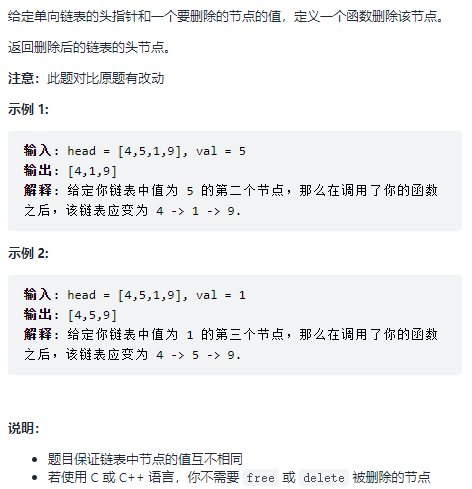 给定单向链表的头指针和一个要删除的节点的值，定义一个函数删除该节点。
返回删除后的链表的头节点。
注意：此题对比原题有改动
示例 1:
输入: head = [4,5,1,9], val = 5
输出: [4,1,9]
解释: 给定你链表中值为 5 的第二个节点，那么在调用了你的函数
之后，该链表应变为 4 -> 1 -> 9.
示例 2:
输入: head = [4,5,1,9], val = 1
输出: [4,5,9]
解释: 给定你链表中值为 1 的第三个节点，那么在调用了你的函数
之后，该链表应变为 4 -> 5 -> 9.
说明：
• 题目保证链表中节点的值互不相同
• 若使用 C 或 C++ 语言，你不需要 free 或 delete 被删除的节点